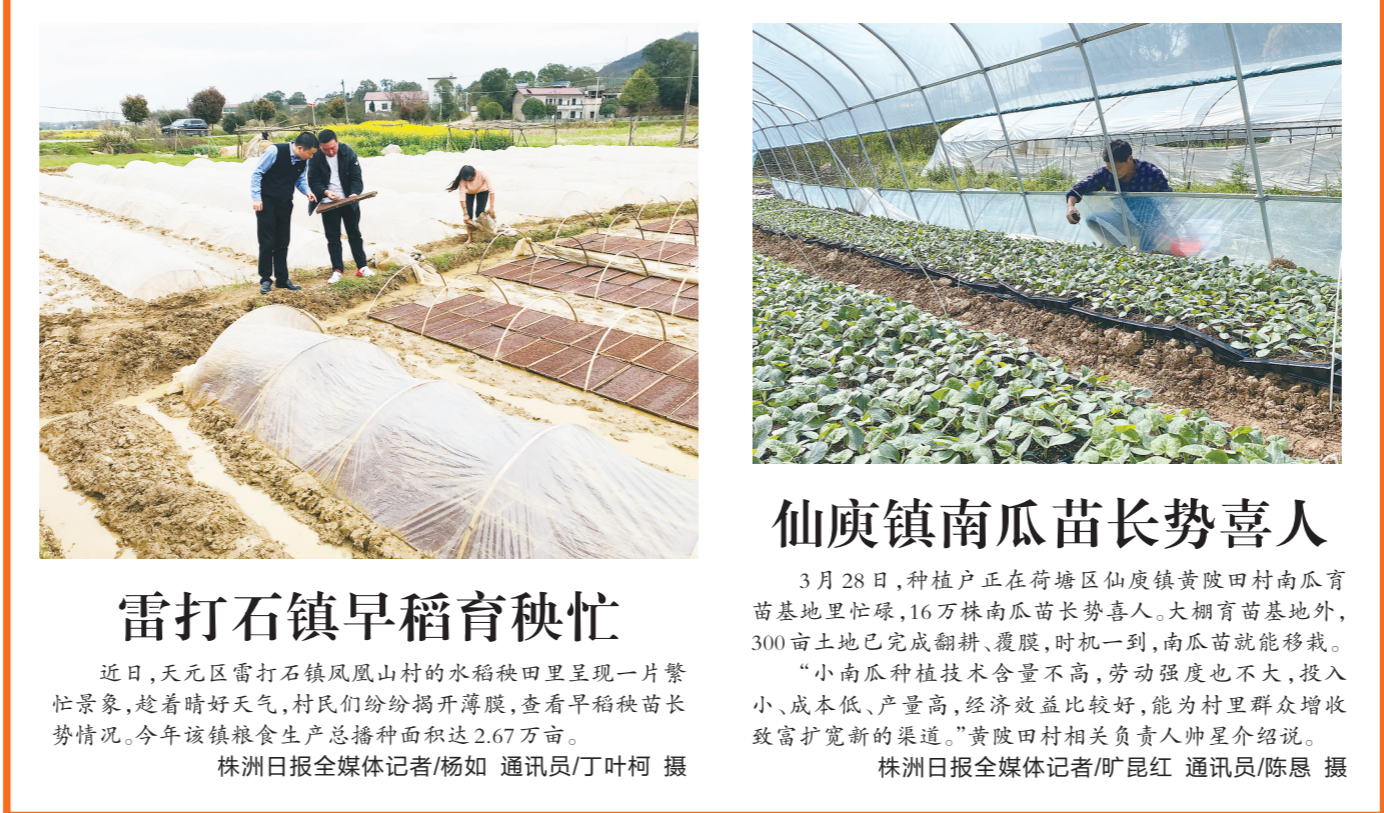 雷打石镇早稻育秧忙
近日,天元区雷打石镇凤凰山村的水稻秧田里呈现一片繁
忙景象,趁着晴好天气,村民们纷纷揭开薄膜,查看早稻秧苗长
势情况。今年该镇粮食生产总播种面积达2.67万亩。
株洲日报全媒体记者/杨如 通讯员/丁叶柯 摄
仙庾镇南瓜苗长势喜人
3月28日,种植户正在荷塘区仙庾镇黄陂田村南瓜育
苗基地里忙碌,16万株南瓜苗长势喜人。大棚育苗基地外,
300亩土地已完成翻耕、覆膜,时机一到,南瓜苗就能移栽。
“小南瓜种植技术含量不高,劳动强度也不大,投入
小、成本低、产量高,经济效益比较好,能为村里群众增收
致富扩宽新的渠道。”黄陂田村相关负责人帅星介绍说。
株洲日报全媒体记者/旷昆红 通讯员/陈恳 摄